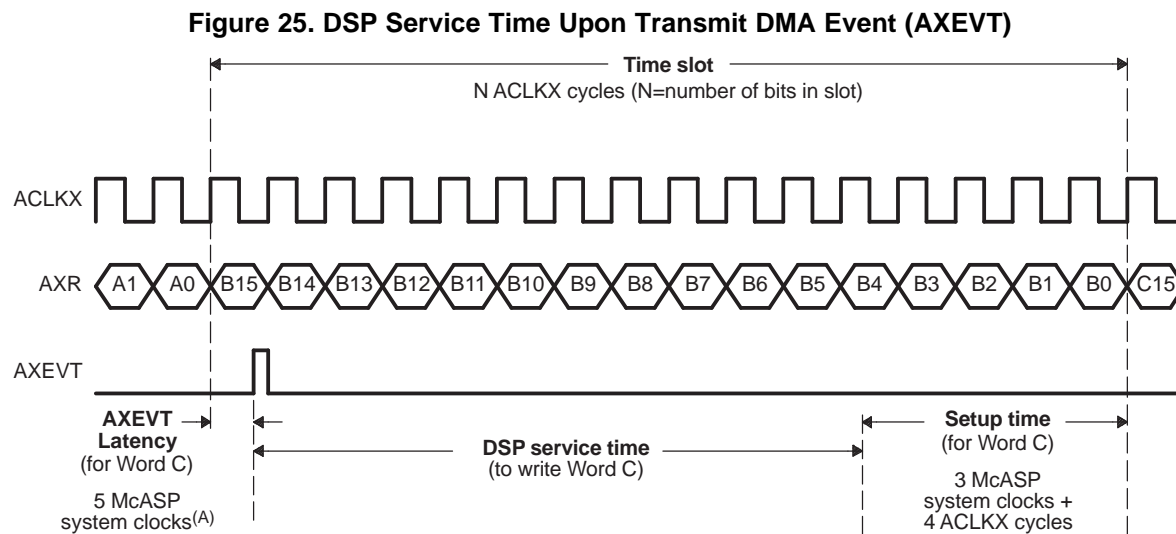 Figure 25. DSP Service Time Upon Transmit DMA Event (AXEVT)
Time slot
N ACLKX cycles (N=number of bits in slot)
ACLKX
AXR
A1 A0 B15 B14 B13 B12 B11 B10 B9 B8 B7 B6 B5 B4 B3 B2 B1 B0 C15
AXEVT
AXEVT
Latency
(for Word C)
5 McASP
system clocks(A)
DSP service time
(to write Word C)
Setup time
(for Word C)
3 McASP
system clocks +
4 ACLKX cycles